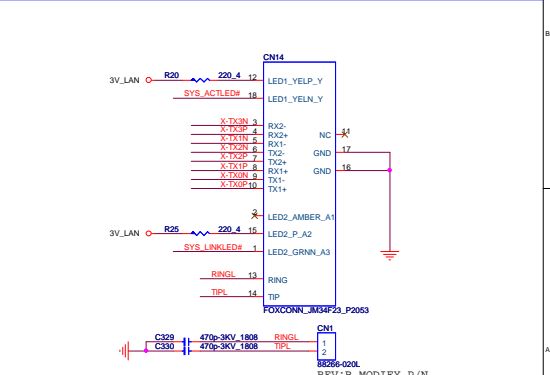 CN14
B
3V_LAN R20 220_4 12 LED1_YELP_Y
SYS_ACTLED# 18 LED1_YELN_Y
X-TX3N 3 RX2-
X-TX3P 4 RX2+ NC 11
X-TX1N 5 RX1-
X-TX2N 6 TX2- GND 17
X-TX2P 7 TX2+
X-TX1P 8 RX1+ GND 16
X-TX0N 9 TX1-
X-TX0P 10 TX1+
2 LED2_AMBER_A1
3V_LAN R25 220_4 15 LED2_P_A2
SYS_LINKLED# 1 LED2_GRNN_A3
RINGL 13 RING
TIPL 14 TIP
FOXCONN_JM34F23_P2053
CN1
C329 470p-3KV_1808 RINGL 1
C330 470p-3KV_1808 TIPL 2
A
88266-020L
REV:B MODIFY P/N